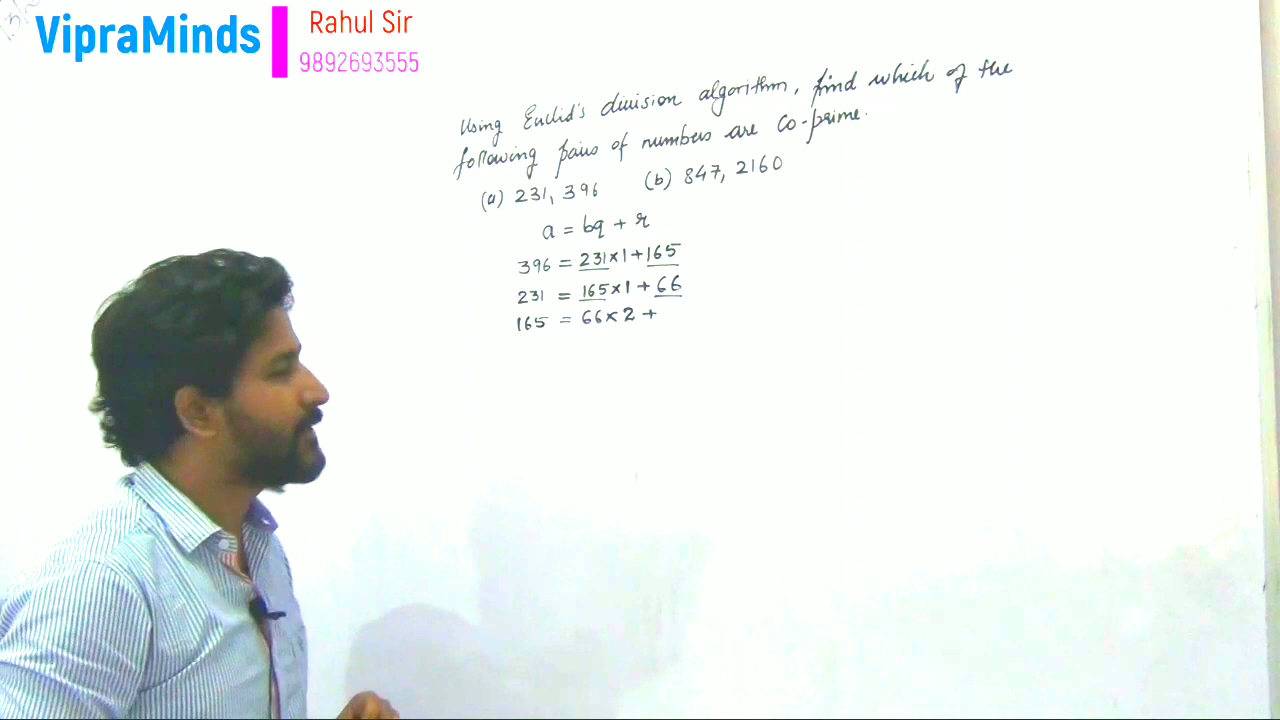 VipraMinds
Rahul Sir
9892693555
Using Euclid's division algorithm, find which of the
following pairs of numbers are co-prime.
(a) 231, 396 (b) 847, 2160
a = bq + r
396 = 231 × 1 + 165
231 = 165 × 1 + 66
165 = 66 × 2 +